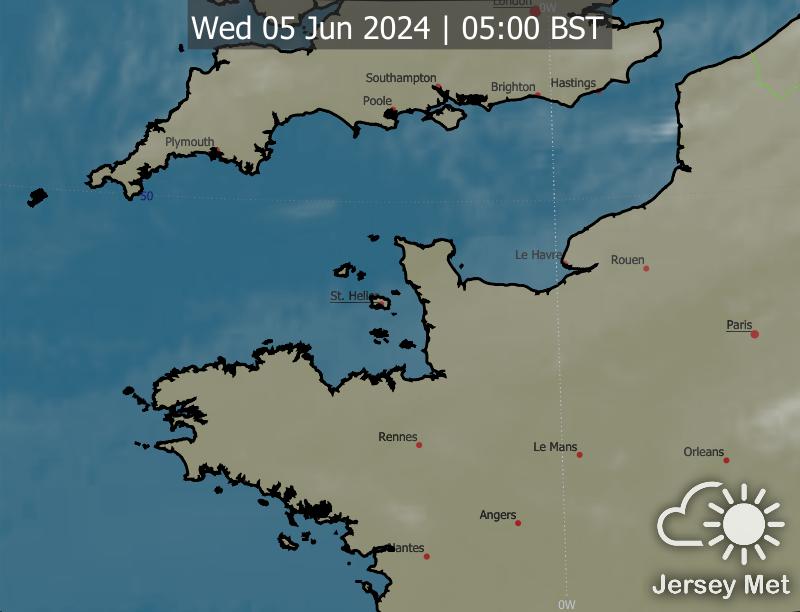 London
0W
Wed 05 Jun 2024 | 05:00 BST
Southampton
Brighton
Hastings
Poole
Plymouth
50
Le Havre
Rouen
St. Helier
Paris
Rennes
Le Mans
Orleans
Angers
Nantes
Jersey Met
0W